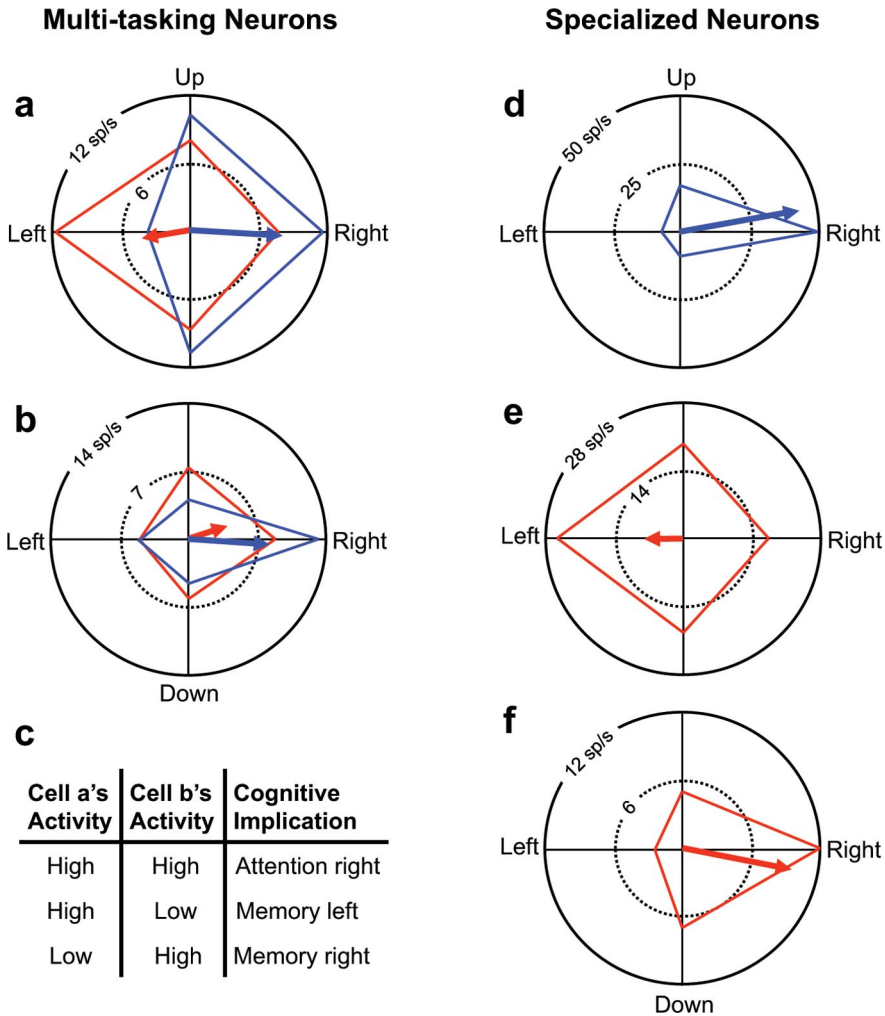 Multi-tasking Neurons
Specialized Neurons
a
Up
12 sp/s
6
Left
Right
b
14 sp/s
7
Left
Right
Down
c
Cell a's Activity
Cell b's Activity
Cognitive Implication
High High Attention right
High Low Memory left
Low High Memory right
d
Up
50 sp/s
25
Left
Right
e
28 sp/s
14
Left
Right
f
12 sp/s
6
Left
Right
Down